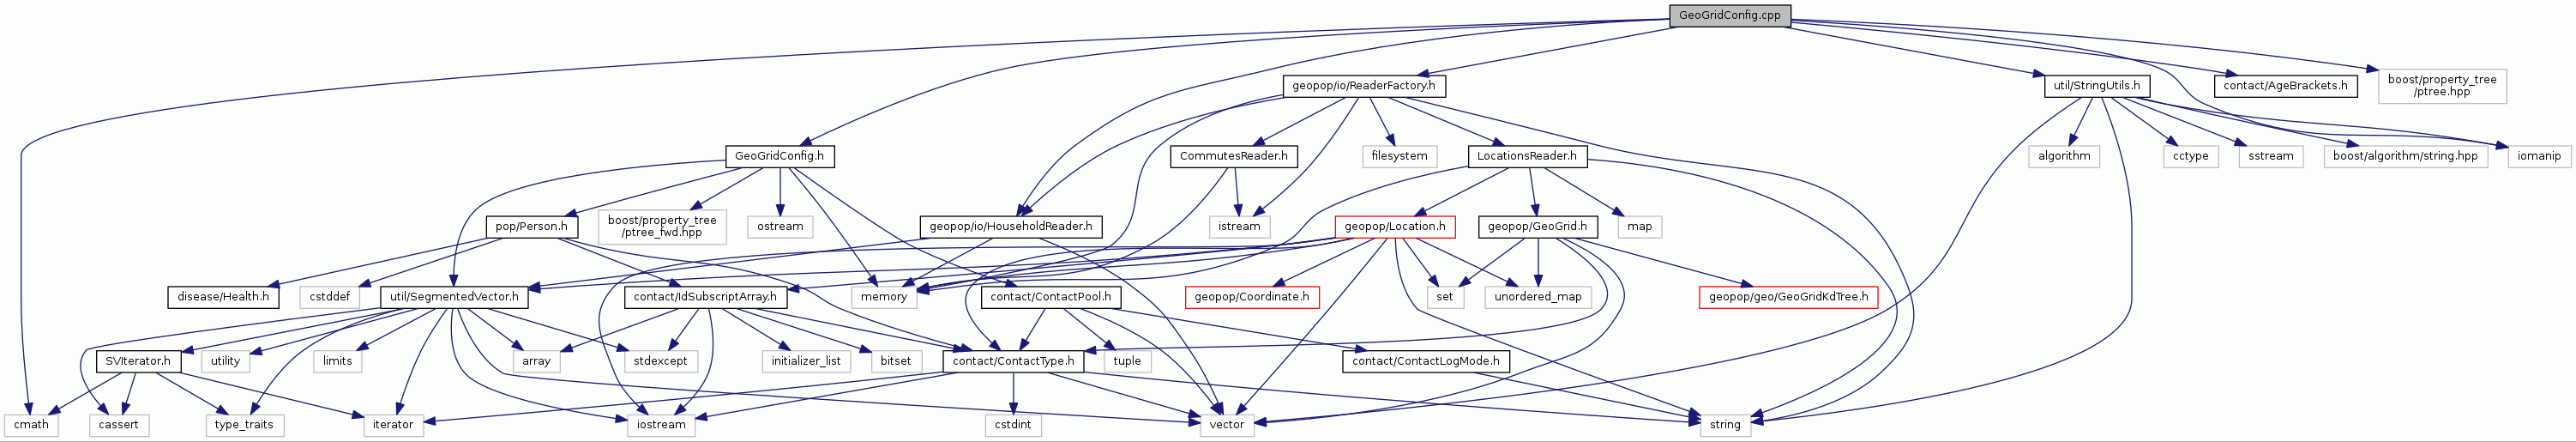 GeoGridConfig.cpp
geopop/io/ReaderFactory.h
util/StringUtils.h
contact/AgeBrackets.h
boost/property_tree
/ptree.hpp
GeoGridConfig.h
CommutesReader.h
filesystem
LocationsReader.h
algorithm
cctype
sstream
boost/algorithm/string.hpp
iomanip
pop/Person.h
boost/property_tree
/ptree_fwd.hpp
ostream
geopop/io/HouseholdReader.h
istream
geopop/Location.h
geopop/GeoGrid.h
map
disease/Health.h
cstddef
util/SegmentedVector.h
contact/IdSubscriptArray.h
memory
contact/ContactPool.h
geopop/Coordinate.h
set
unordered_map
geopop/geo/GeoGridKdTree.h
SVIterator.h
utility
limits
array
stdexcept
initializer_list
bitset
contact/ContactType.h
tuple
contact/ContactLogMode.h
cmath
cassert
type_traits
iterator
iostream
cstdint
vector
string